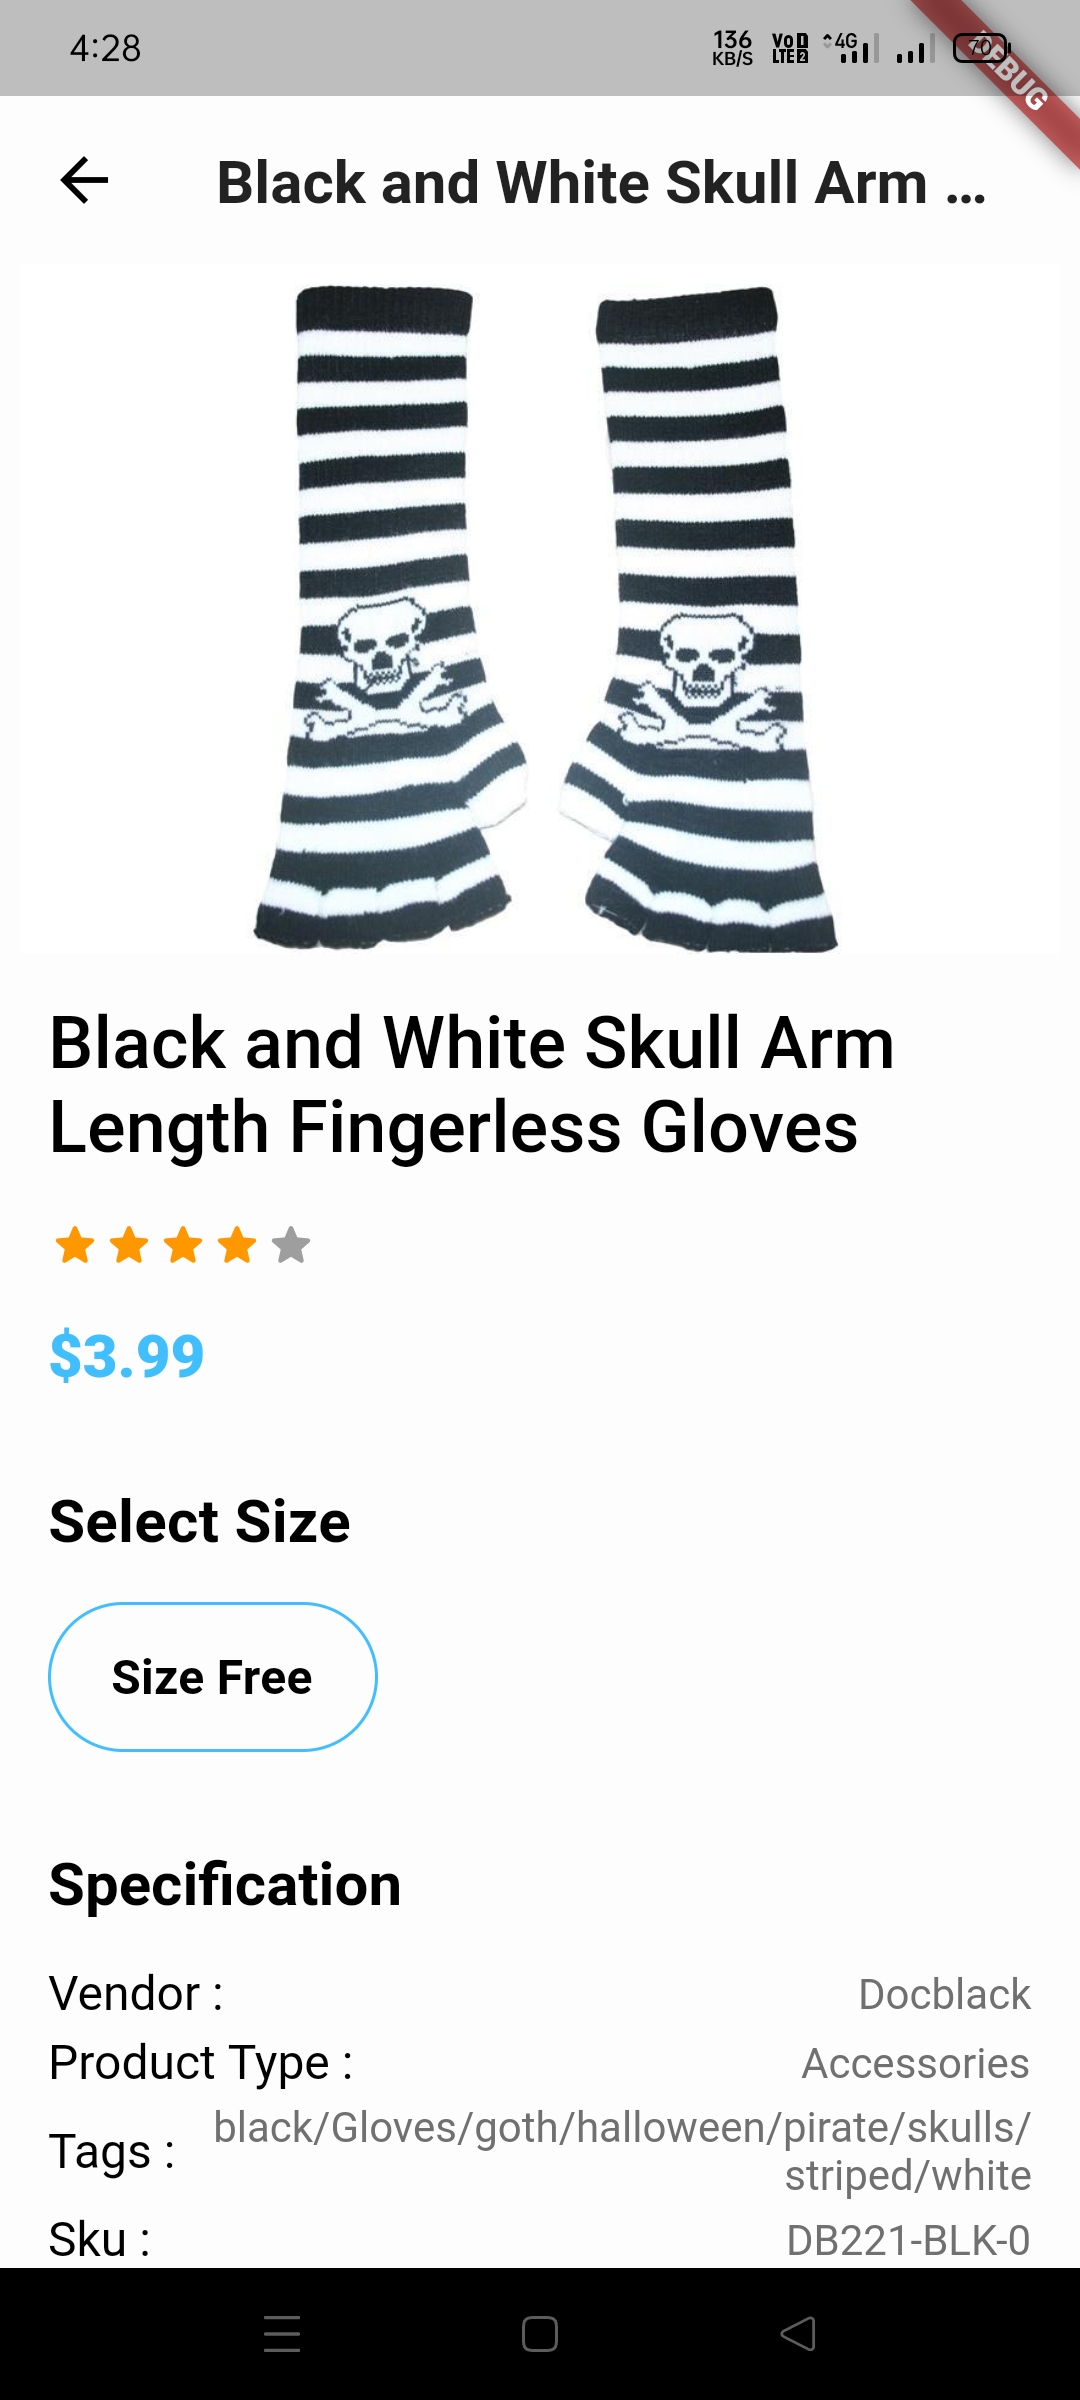 4:28
136
KB/S
Vo
LTE 2
4G
70
DEBUG
Black and White Skull Arm ...
Black and White Skull Arm
Length Fingerless Gloves
$3.99
Select Size
Size Free
Specification
Vendor :
Docblack
Product Type :
Accessories
Tags :
black/Gloves/goth/halloween/pirate/skulls/
striped/white
Sku :
DB221-BLK-0